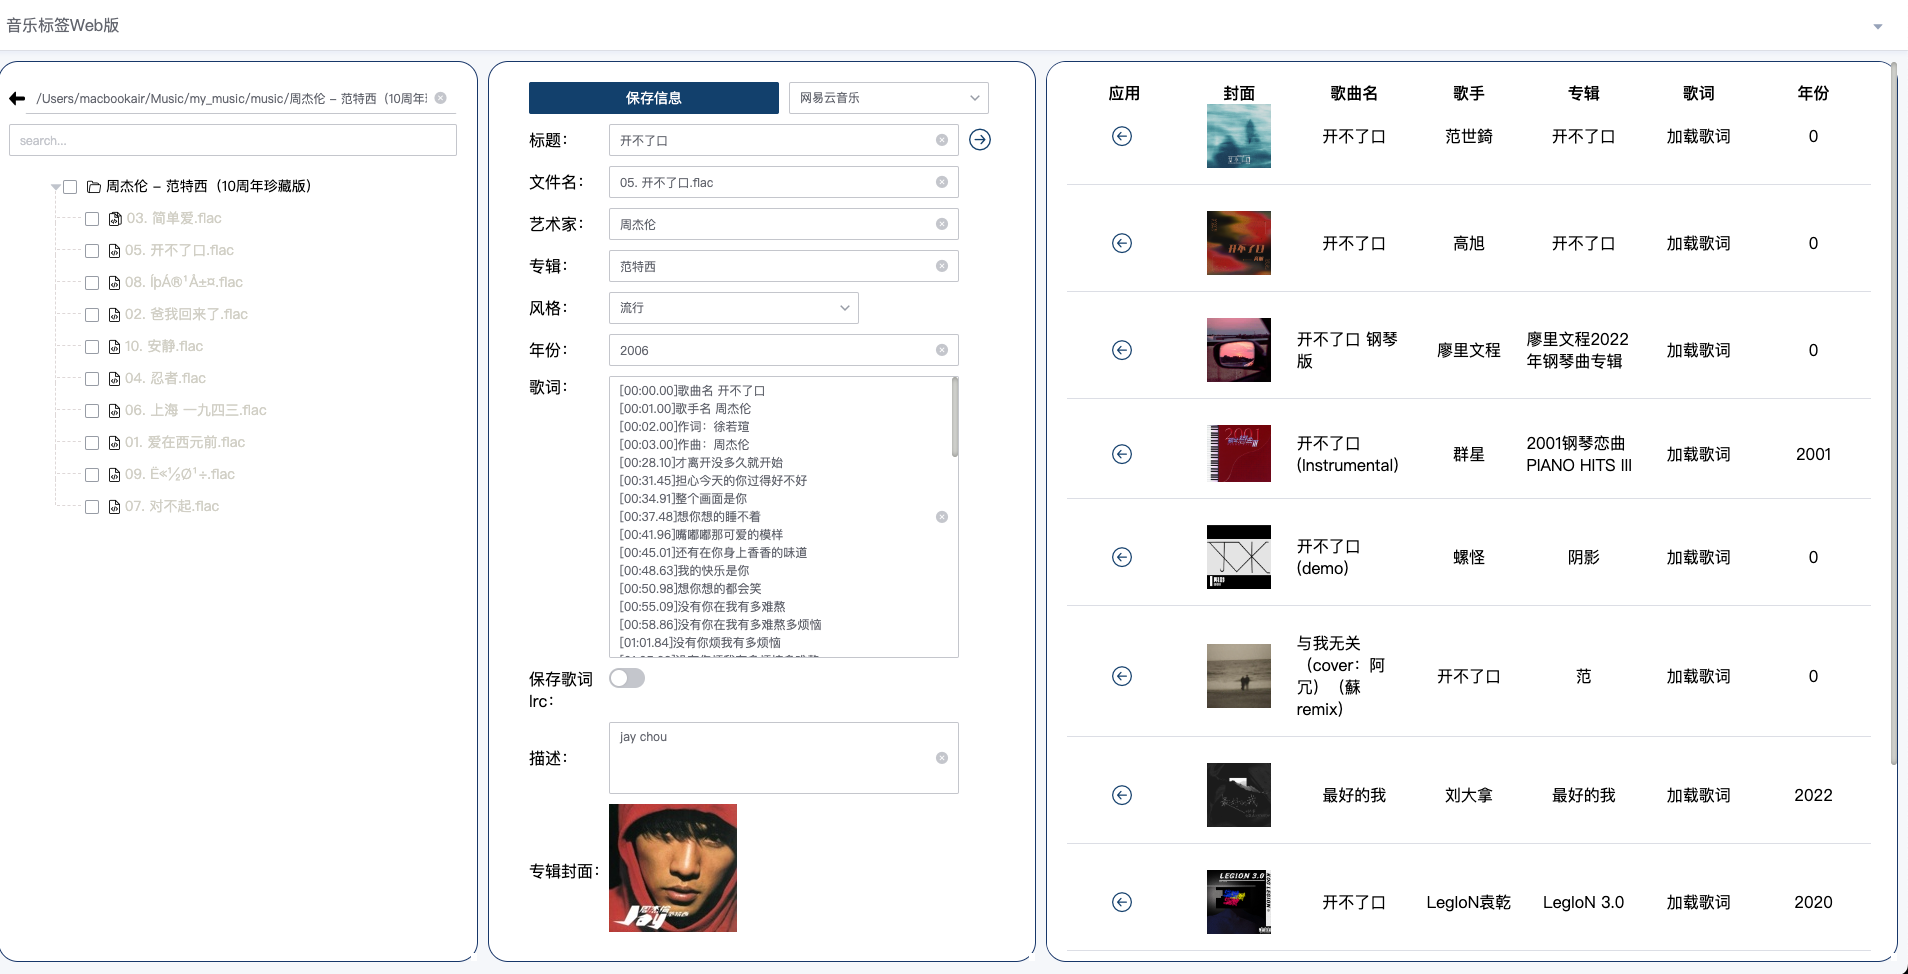 音乐标签Web版
/Users/macbookair/Music/my_music/music/周杰伦 – 范特西（10周年
search...
周杰伦 – 范特西（10周年珍藏版）
03. 简单爱.flac
05. 开不了口.flac
08. ÍþÁ®¹Å±¤.flac
02. 爸我回来了.flac
10. 安静.flac
04. 忍者.flac
06. 上海 一九四三.flac
01. 爱在西元前.flac
09. Ë«½Ø¹÷.flac
07. 对不起.flac
保存信息
网易云音乐
标题：
开不了口
文件名：
05. 开不了口.flac
艺术家：
周杰伦
专辑：
范特西
风格：
流行
年份：
2006
歌词：
[00:00.00]歌曲名 开不了口
[00:01.00]歌手名 周杰伦
[00:02.00]作词：徐若瑄
[00:03.00]作曲：周杰伦
[00:28.10]才离开没多久就开始
[00:31.45]担心今天的你过得好不好
[00:34.91]整个画面是你
[00:37.48]想你想的睡不着
[00:41.96]嘴嘟嘟那可爱的模样
[00:45.01]还有在你身上香香的味道
[00:48.63]我的快乐是你
[00:50.98]想你想的都会笑
[00:55.09]没有你在我有多难熬
[00:58.86]没有你在我有多难熬多烦恼
[01:01.84]没有你烦我有多烦恼
保存歌词
lrc：
描述：
jay chou
专辑封面：
周杰伦
Jay
范特西
应用 封面 歌曲名 歌手 专辑 歌词 年份
开不了口 范世錡 开不了口 加载歌词 0
开不了口 高旭 开不了口 加载歌词 0
开不了口
开不了口 钢琴
版
廖里文程
廖里文程2022
年钢琴曲专辑
加载歌词 0
开不了口
(Instrumental)
群星
2001钢琴恋曲
PIANO HITS III
加载歌词 2001
2001
开不了口
(demo)
螺怪 阴影 加载歌词 0
与我无关
（cover：阿
冗）（蘇
remix)
开不了口 范 加载歌词 0
最好的我 刘大拿 最好的我 加载歌词 2022
开不了口 LegIoN袁乾 LegIoN 3.0 加载歌词 2020
LEGION 3.0